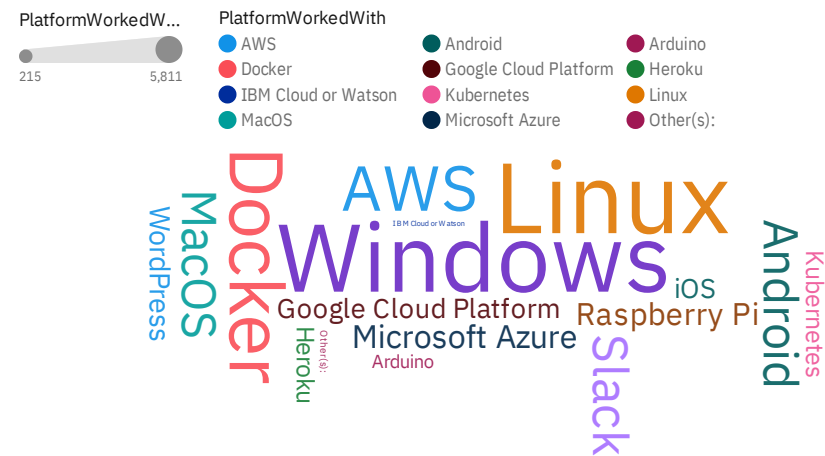 PlatformWorkedW...
215
5,811
PlatformWorkedWith
AWS
Android
Arduino
Docker
Google Cloud Platform
Heroku
IBM Cloud or Watson
Kubernetes
Linux
MacOS
Microsoft Azure
Other(s):
WordPress
MacOS
Docker
AWS
IBM Cloud or Watson
Linux
Windows
iOS
Android
Kubernetes
Google Cloud Platform
Raspberry Pi
Heroku
Other(s):
Microsoft Azure
Arduino
Slack